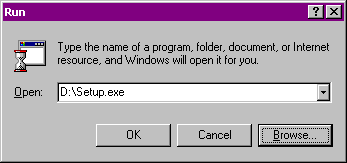 Run
Type the name of a program, folder, document, or Internet
resource, and Windows will open it for you.
Open: D:\Setup.exe
OK Cancel Browse...